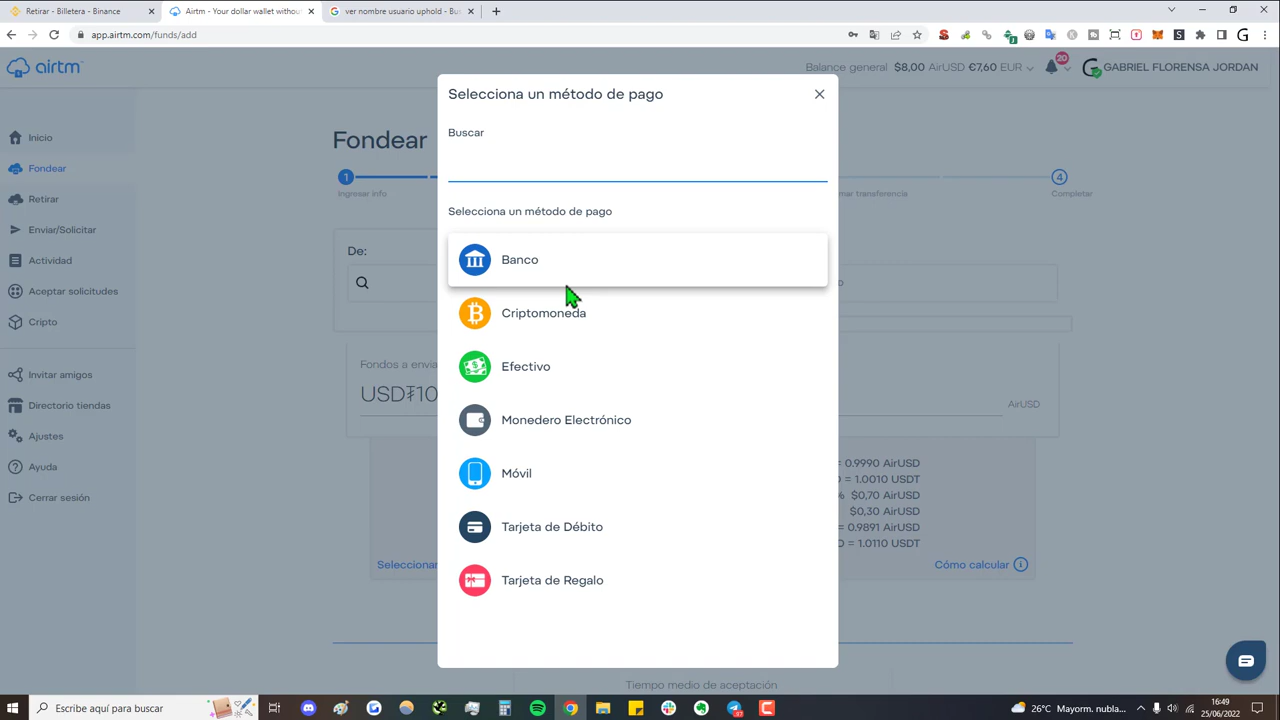 Retirar - Billetera - Binance
Airtm - Your dollar wallet withou
ver nombre usuario uphold - Bu
app.airtm.com/funds/add
airtm
Balance general $8,00 AirUSD €7,60 EUR
20
GABRIEL FLORENSA JORDAN
Inicio
Fondear
Retirar
Enviar/Solicitar
Actividad
Aceptar solicitudes
Cripto
Invitar amigos
Directorio tiendas
Ajustes
Ayuda
Cerrar sesión
Fondear
1
Ingresar info
mar transferencia
4
Completar
De:
Fondos a envia
USD₮10
AirUSD
= 0.9990 AirUSD
= 1.0010 USDT
% $0,70 AirUSD
$0,30 AirUSD
D = 0.9891 AirUSD
D = 1.0110 USDT
Seleccionar
Cómo calcular
Tiempo medio de aceptación
Selecciona un método de pago
Buscar
Selecciona un método de pago
Banco
Criptomoneda
Efectivo
Monedero Electrónico
Móvil
Tarjeta de Débito
Tarjeta de Regalo
Escribe aquí para buscar
26°C Mayorm. nubla...
16:49
25/06/2022